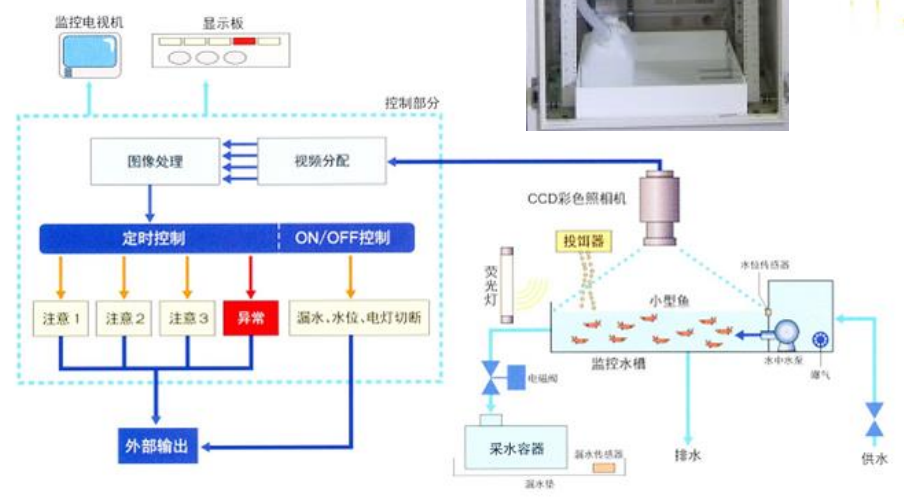 监控电视机
显示板
控制部分
图像处理
视频分配
CCD彩色照相机
定时控制
ON/OFF控制
投饵器
荧光灯
水位传感器
小型鱼
注意1
注意2
注意3
异常
漏水、水位、电灯切断
监控水槽
水中水泵
曝气
电磁阀
外部输出
采水容器
漏水传感器
漏水垫
排水
供水